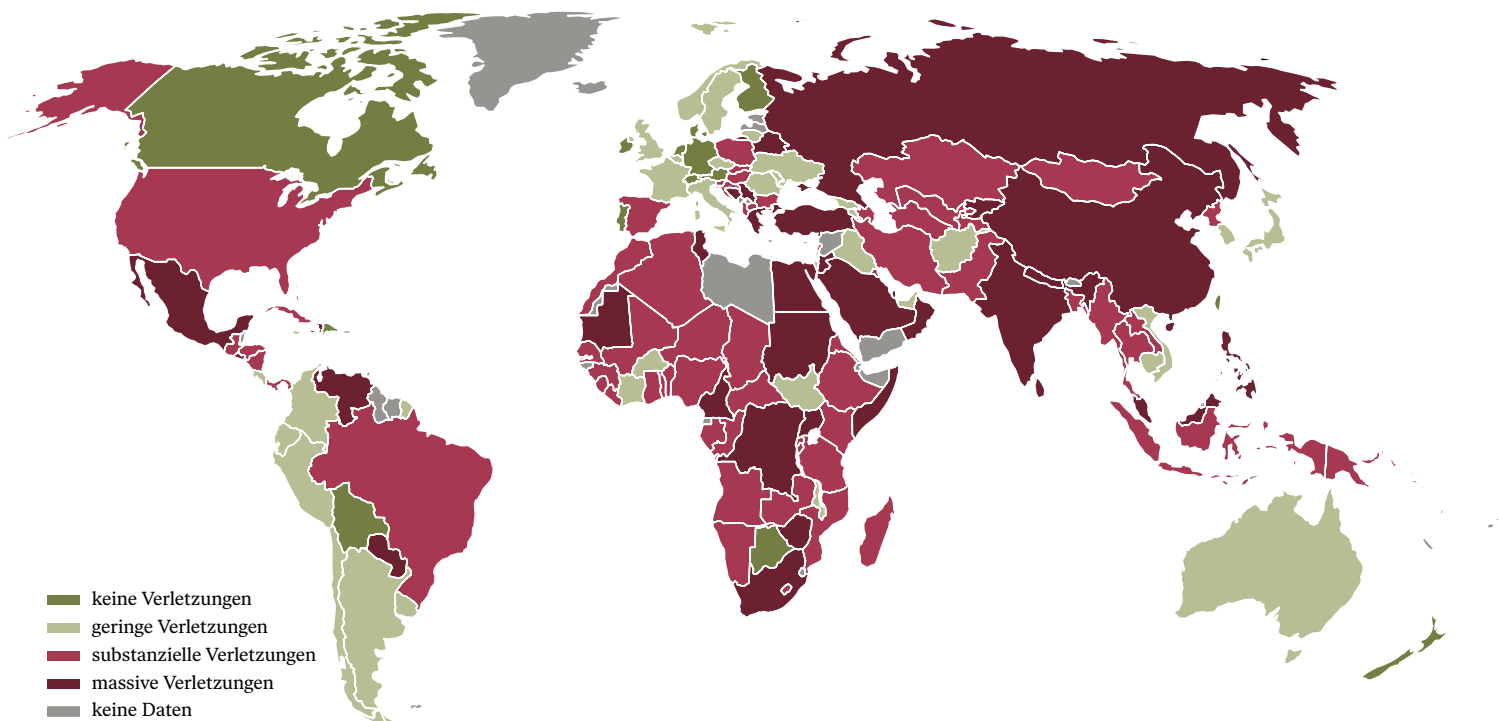 keine Verletzungen
geringe Verletzungen
substanzielle Verletzungen
massive Verletzungen
keine Daten